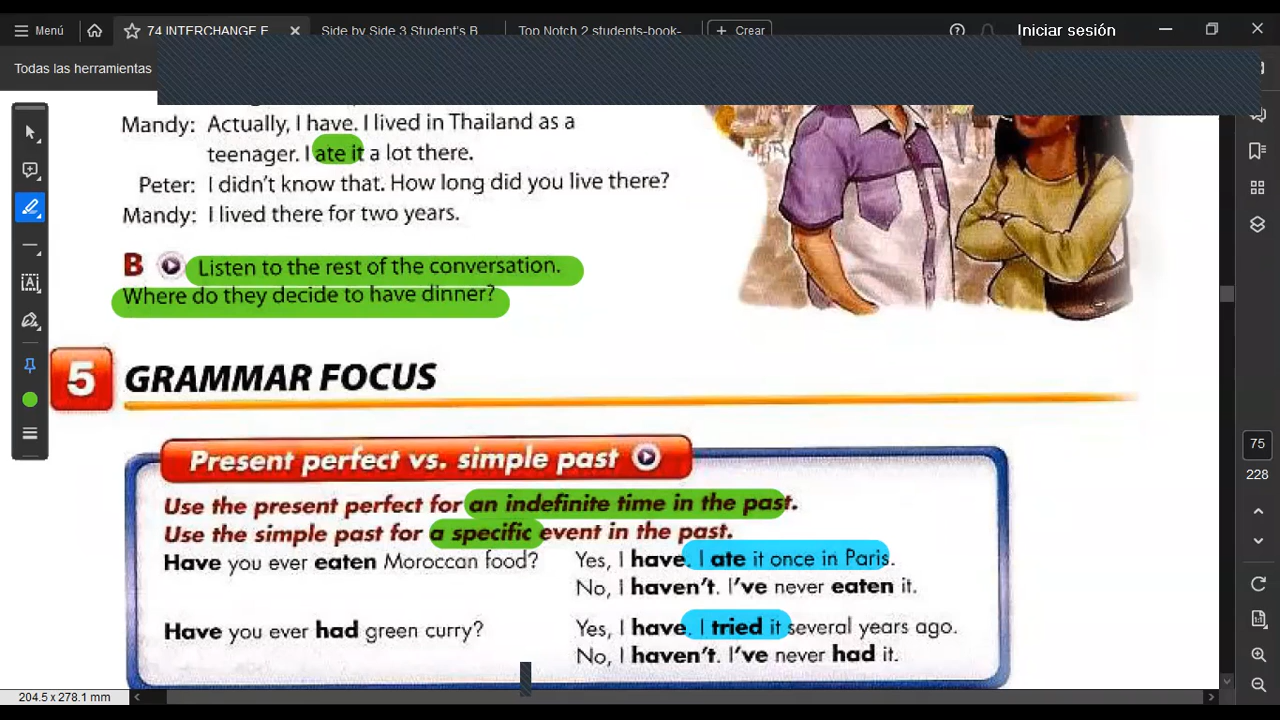 Menú
74 INTERCHANGE F
Side by Side 3 Student's B
Top Notch 2 students-book-
Crear
Iniciar sesión
Todas las herramientas
Mandy: Actually, I have. I lived in Thailand as a
teenager. I ate it a lot there.
Peter: I didn't know that. How long did you live there?
Mandy: I lived there for two years.
B Listen to the rest of the conversation.
Where do they decide to have dinner?
5 GRAMMAR FOCUS
Present perfect vs. simple past
Use the present perfect for an indefinite time in the past.
Use the simple past for a specific event in the past.
Have you ever eaten Moroccan food? Yes, I have. I ate it once in Paris.
No, I haven't. I've never eaten it.
Have you ever had green curry? Yes, I have. I tried it several years ago.
No, I haven't. I've never had it.
75
228
204.5 x 278.1 mm